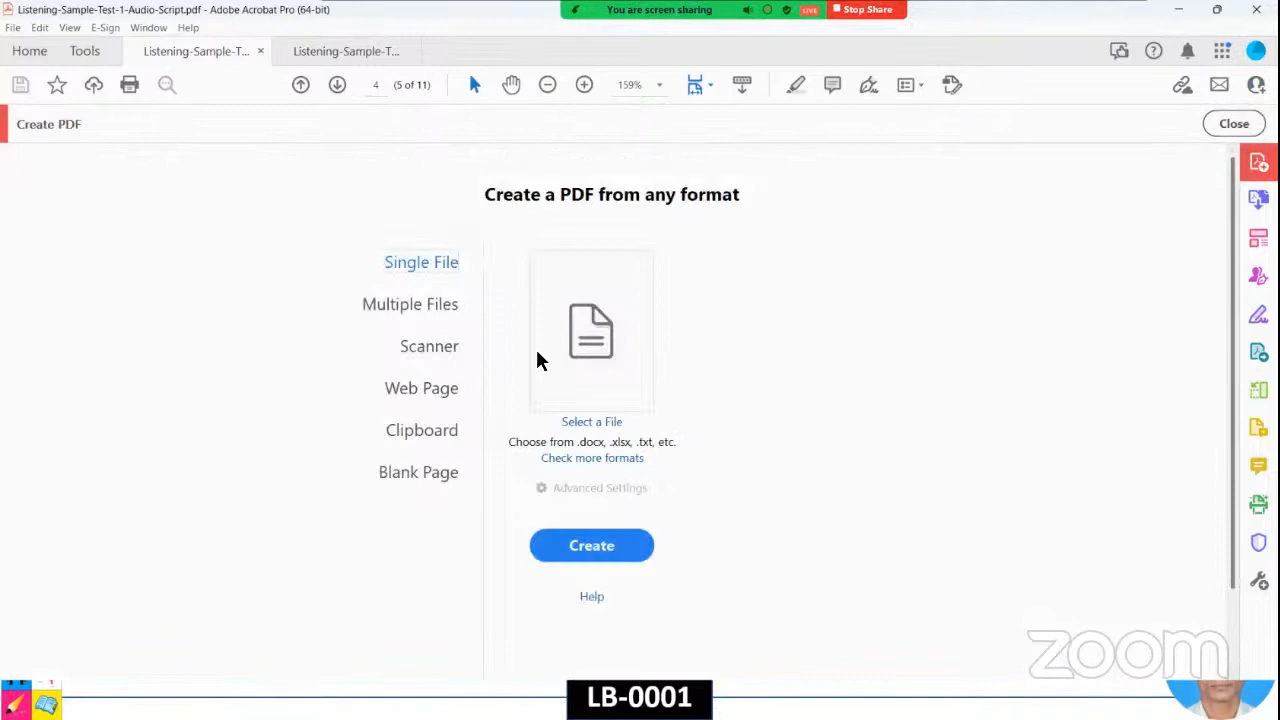 Listening-Sample-Test-1-Audio-Script.pdf - Adobe Acrobat Pro (64-bit)
You are screen sharing
LIVE
Stop Share
File Edit View E-Sign Window Help
Home Tools Listening-Sample-T... × Listening-Sample-T...
4 (5 of 11) 159%
Create PDF
Close
Create a PDF from any format
Single File
Multiple Files
Scanner
Web Page
Clipboard
Blank Page
Select a File
Choose from .docx, .xlsx, .txt, etc.
Check more formats
Advanced Settings
Create
Help
zoom
LB-0001